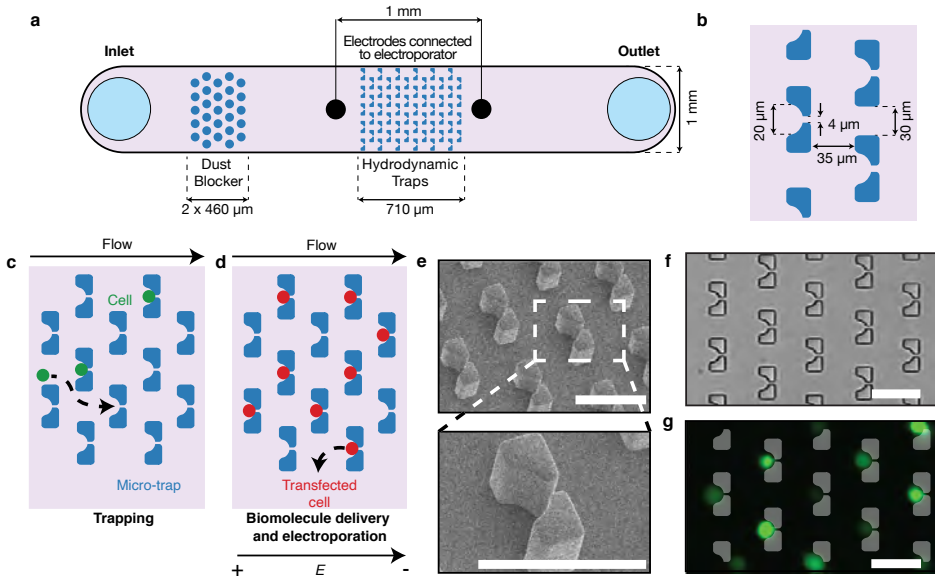 a
1 mm
Electrodes connected
to electroporator
Inlet
Outlet
1 mm
Dust
Blocker
2 x 460 µm
Hydrodynamic
Traps
710 µm
b
20 µm
4 µm
30 µm
35 µm
c
Flow
Cell
Micro-trap
Trapping
d
Flow
Transfected
cell
Biomolecule delivery
and electroporation
+
E
-
e
f
g